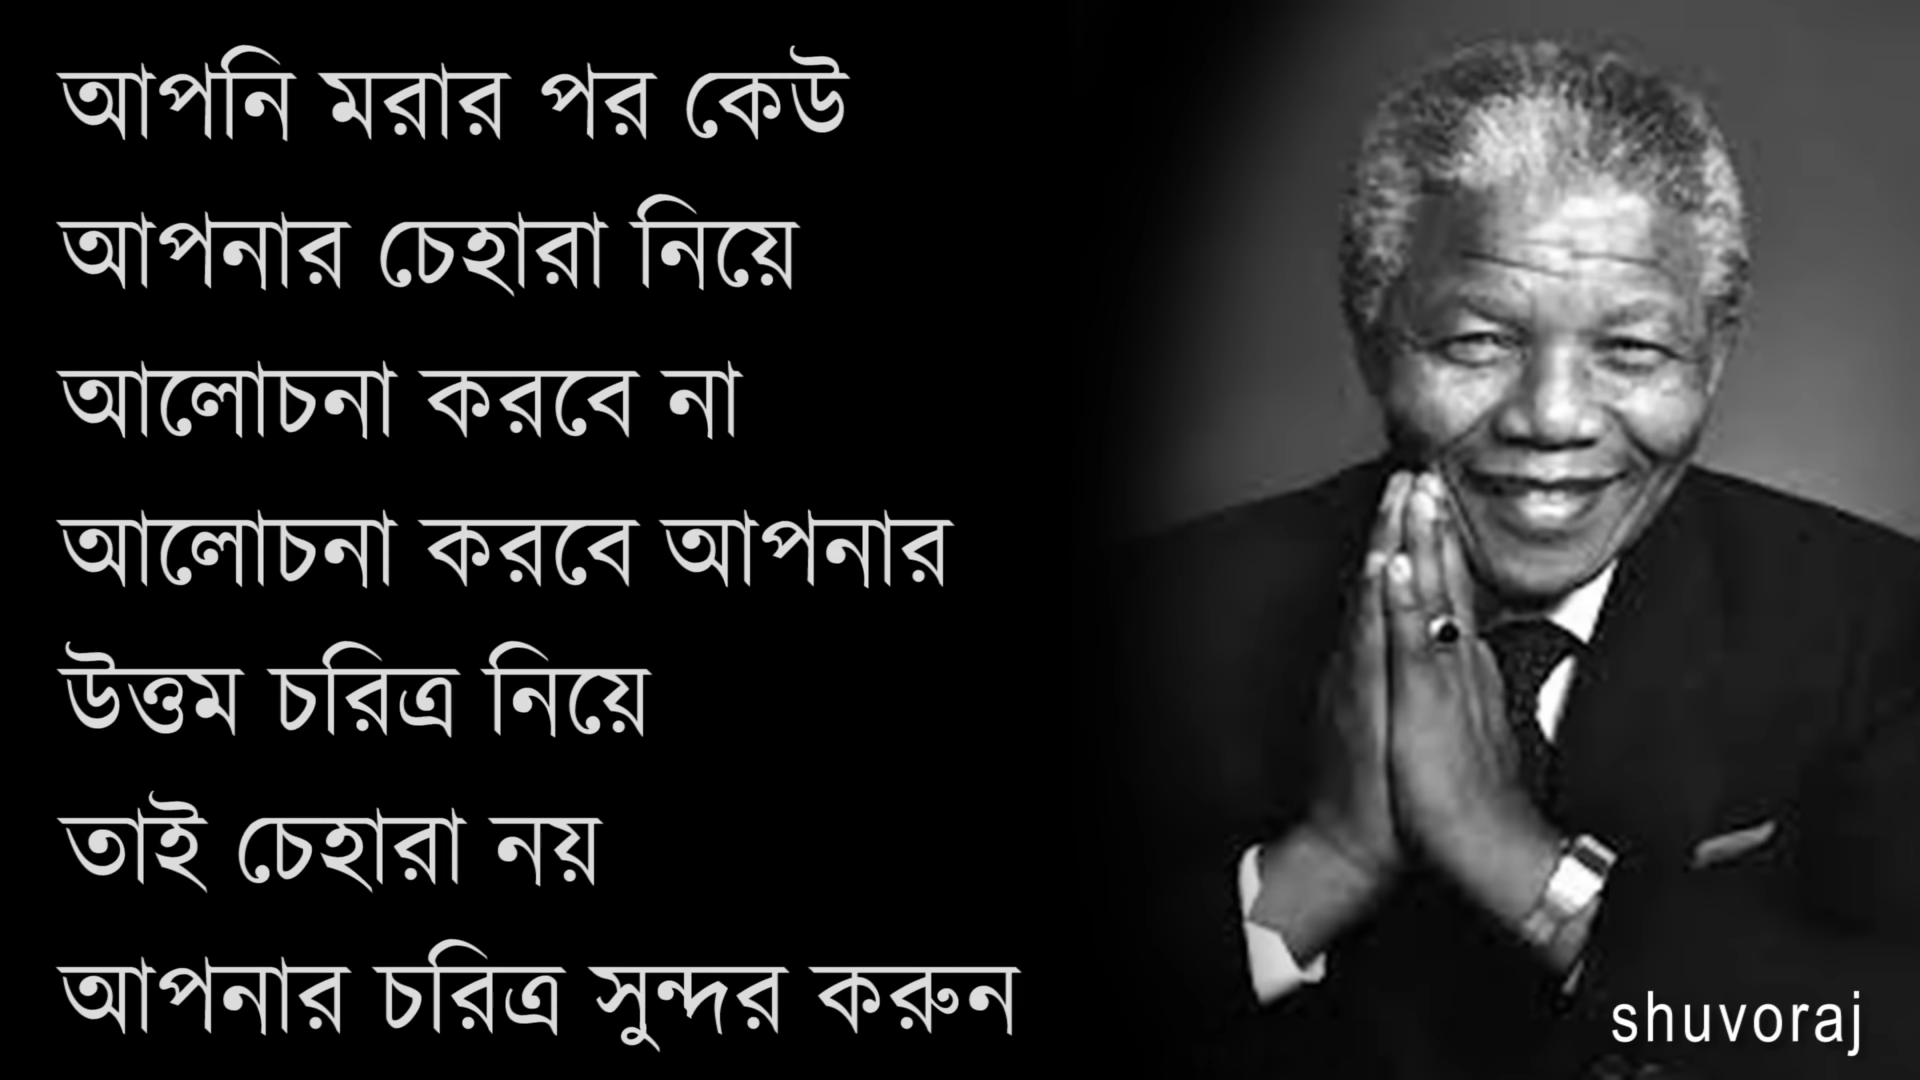 আপনি মরার পর কেউ
আপনার চেহারা নিয়ে
আলোচনা করবে না
আলোচনা করবে আপনার
উত্তম চরিত্র নিয়ে
তাই চেহারা নয়
আপনার চরিত্র সুন্দর করুন
shuvoraj